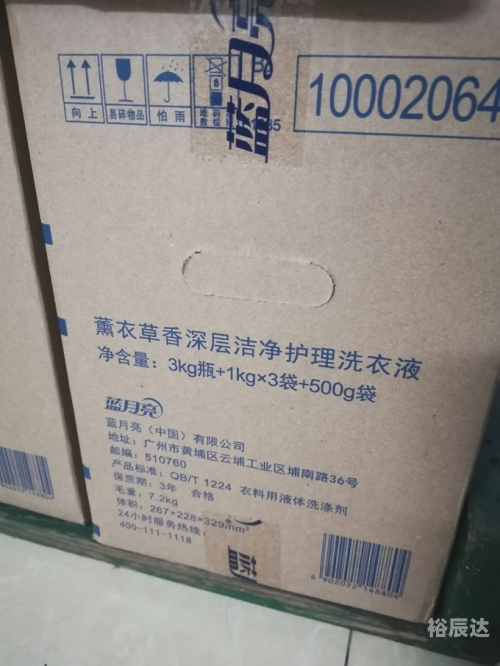 向上
易碎物品
怕雨
蓝月亮
10002064
薰衣草香深层洁净护理洗衣液
净含量：3kg瓶+1kg×3袋+500g袋
蓝月亮
蓝月亮（中国）有限公司
地址：广州市黄埔区云埔工业区埔南路36号
邮编：510760
产品标准：QB/T 1224 衣料用液体洗涤剂
保质期：3年 合格
毛重：7.2kg
体积：267×228×329mm³
24小时服务热线：
400-111-1118
6902022148808
裕辰达